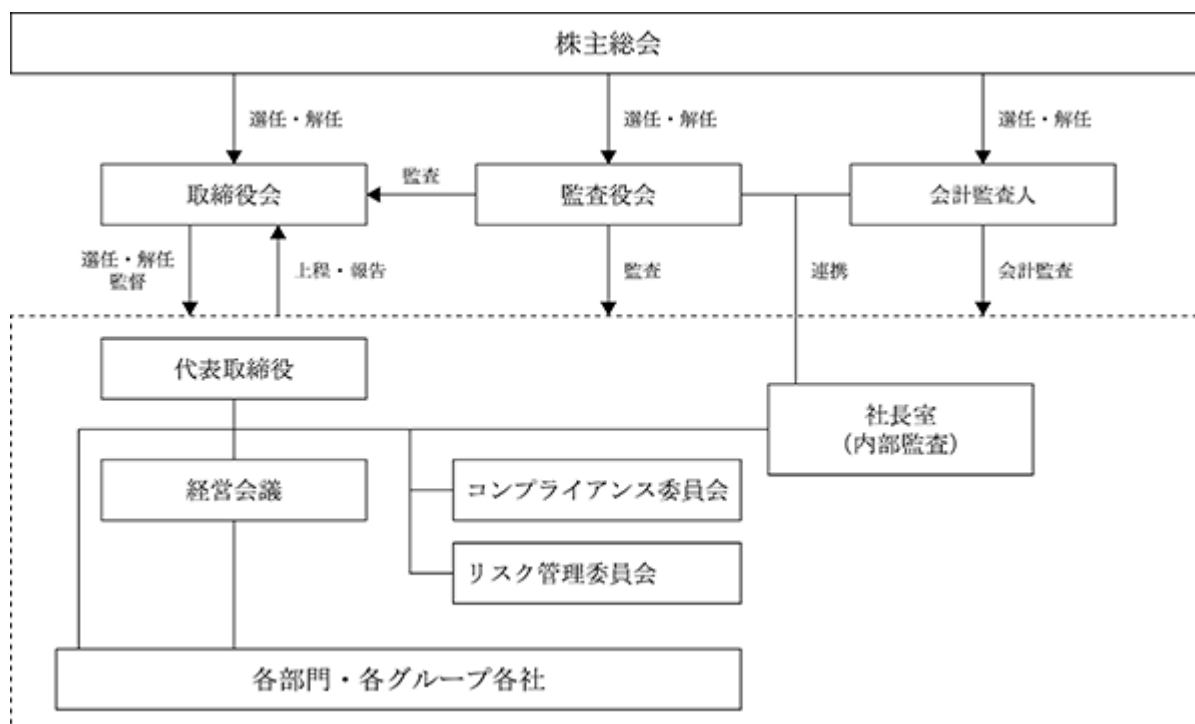 株主総会
選任・解任
選任・解任
選任・解任
取締役会
監査
監査役会
会計監査人
選任・解任
監督
上程・報告
監査
連携
会計監査
代表取締役
社長室
（内部監査）
経営会議
コンプライアンス委員会
リスク管理委員会
各部門・各グループ各社